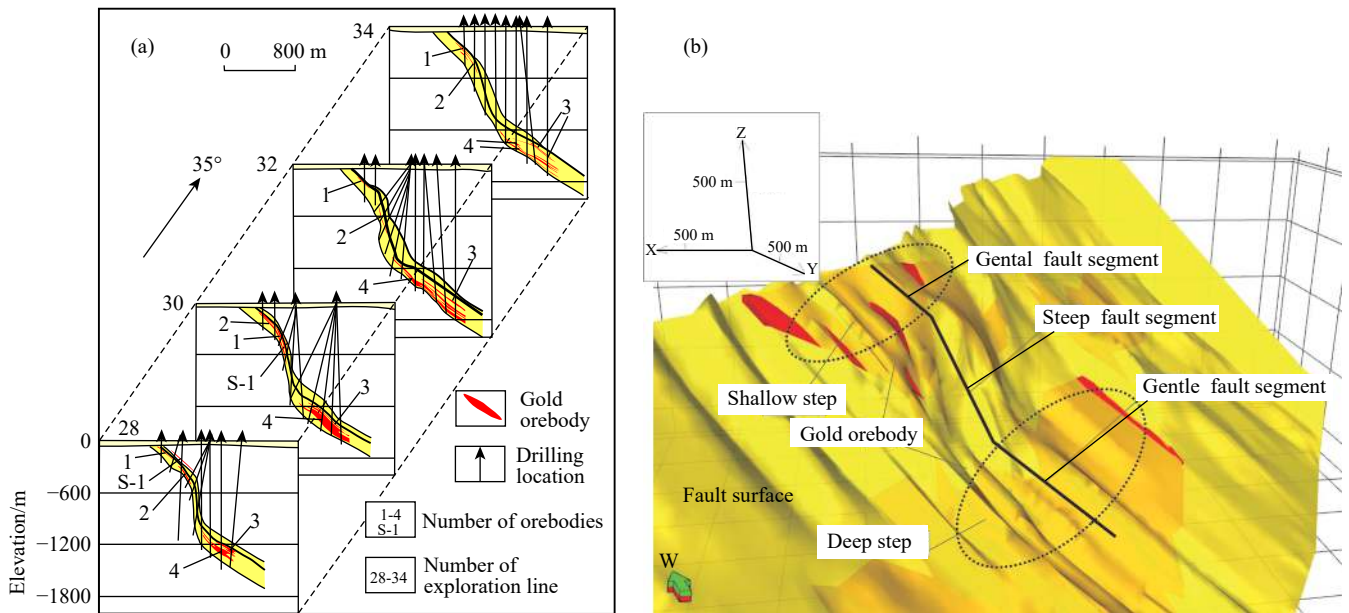 (a)
0 800 m
35°
34
1
2
3
4
32
1
2
3
4
30
2
1
S-1
3
4
28
1
S-1
2
3
4
0
−600
−1200
−1800
Elevation/m
Gold
orebody
Drilling
location
1-4
S-1
Number of orebodies
28-34
Number of
exploration line
(b)
Z
500 m
500 m
X
500 m
Y
Gental fault segment
Steep fault segment
Gentle fault segment
Shallow step
Gold orebody
Fault surface
Deep step
W